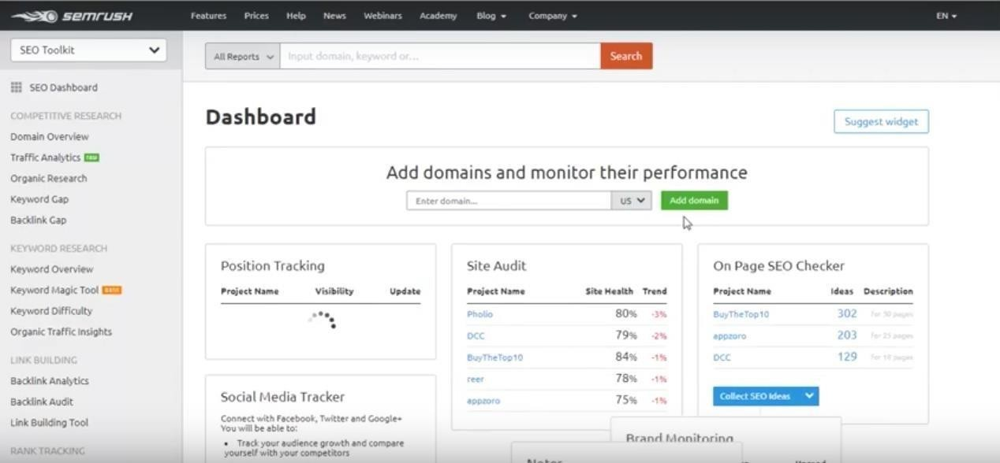 SEMRUSH
Features Prices Help News Webinars Academy Blog Company EN
SEO Toolkit
All Reports Input domain, keyword or... Search
SEO Dashboard
COMPETITIVE RESEARCH
Domain Overview
Traffic Analytics
Organic Research
Keyword Gap
Backlink Gap
KEYWORD RESEARCH
Keyword Overview
Keyword Magic Tool BETA
Keyword Difficulty
Organic Traffic Insights
LINK BUILDING
Backlink Analytics
Backlink Audit
Link Building Tool
RANK TRACKING
Dashboard
Suggest widget
Add domains and monitor their performance
Enter domain... US Add domain
Position Tracking
Project Name Visibility Update
Social Media Tracker
Connect with Facebook, Twitter and Google+
You will be able to:
• Track your audience growth and compare
yourself with your competitors
Site Audit
Project Name Site Health Trend
Pholio 80% -3%
DCC 79% -2%
BuyTheTop10 84% -1%
reer 78% -1%
appzoro 75% -1%
On Page SEO Checker
Project Name Ideas Description
BuyTheTop10 302 for 50 pages
appzoro 203 for 25 pages
DCC 129 for 18 pages
Collect SEO Ideas
Brand Monitoring
Notes